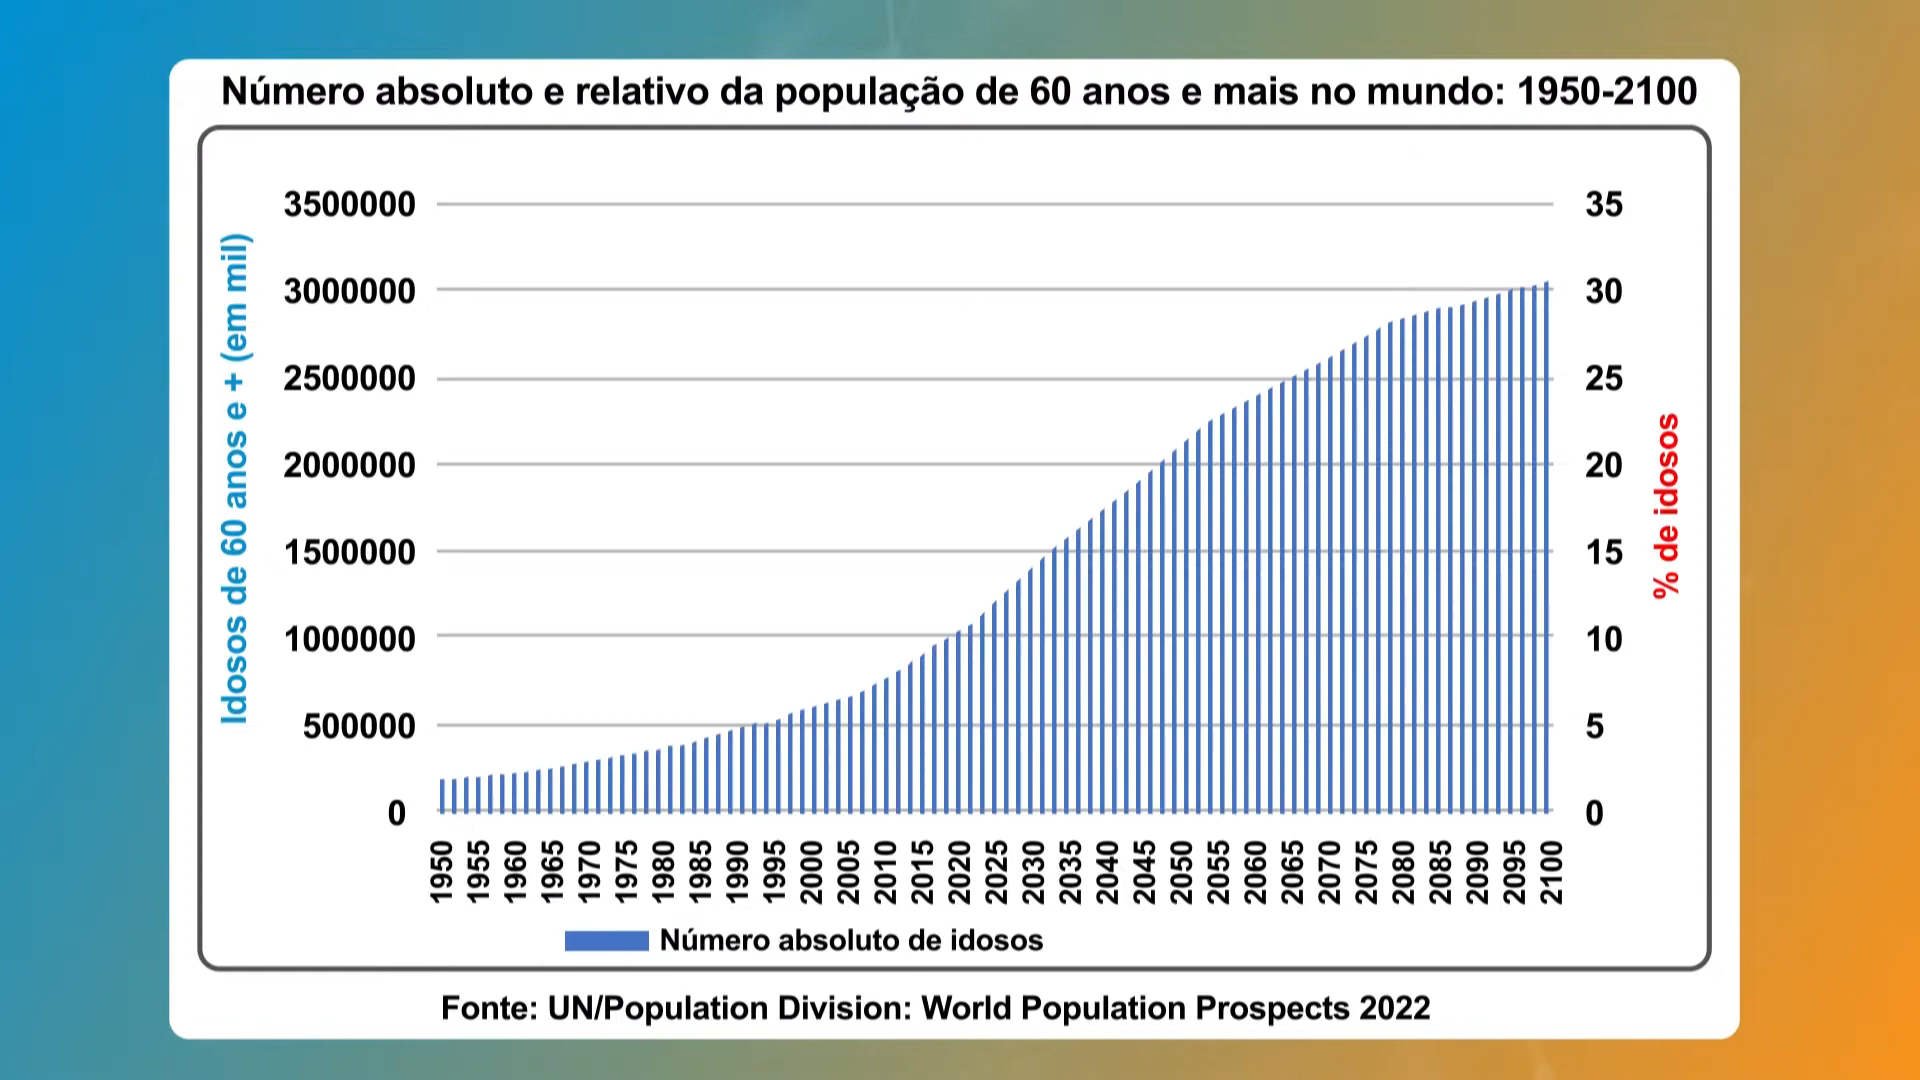 Número absoluto e relativo da população de 60 anos e mais no mundo: 1950-2100
Idosos de 60 anos e + (em mil)
3500000
3000000
2500000
2000000
1500000
1000000
500000
0
35
30
25
20
15
10
5
0
% de idosos
1950 1955 1960 1965 1970 1975 1980 1985 1990 1995 2000 2005 2010 2015 2020 2025 2030 2035 2040 2045 2050 2055 2060 2065 2070 2075 2080 2085 2090 2095 2100
Número absoluto de idosos
Fonte: UN/Population Division: World Population Prospects 2022